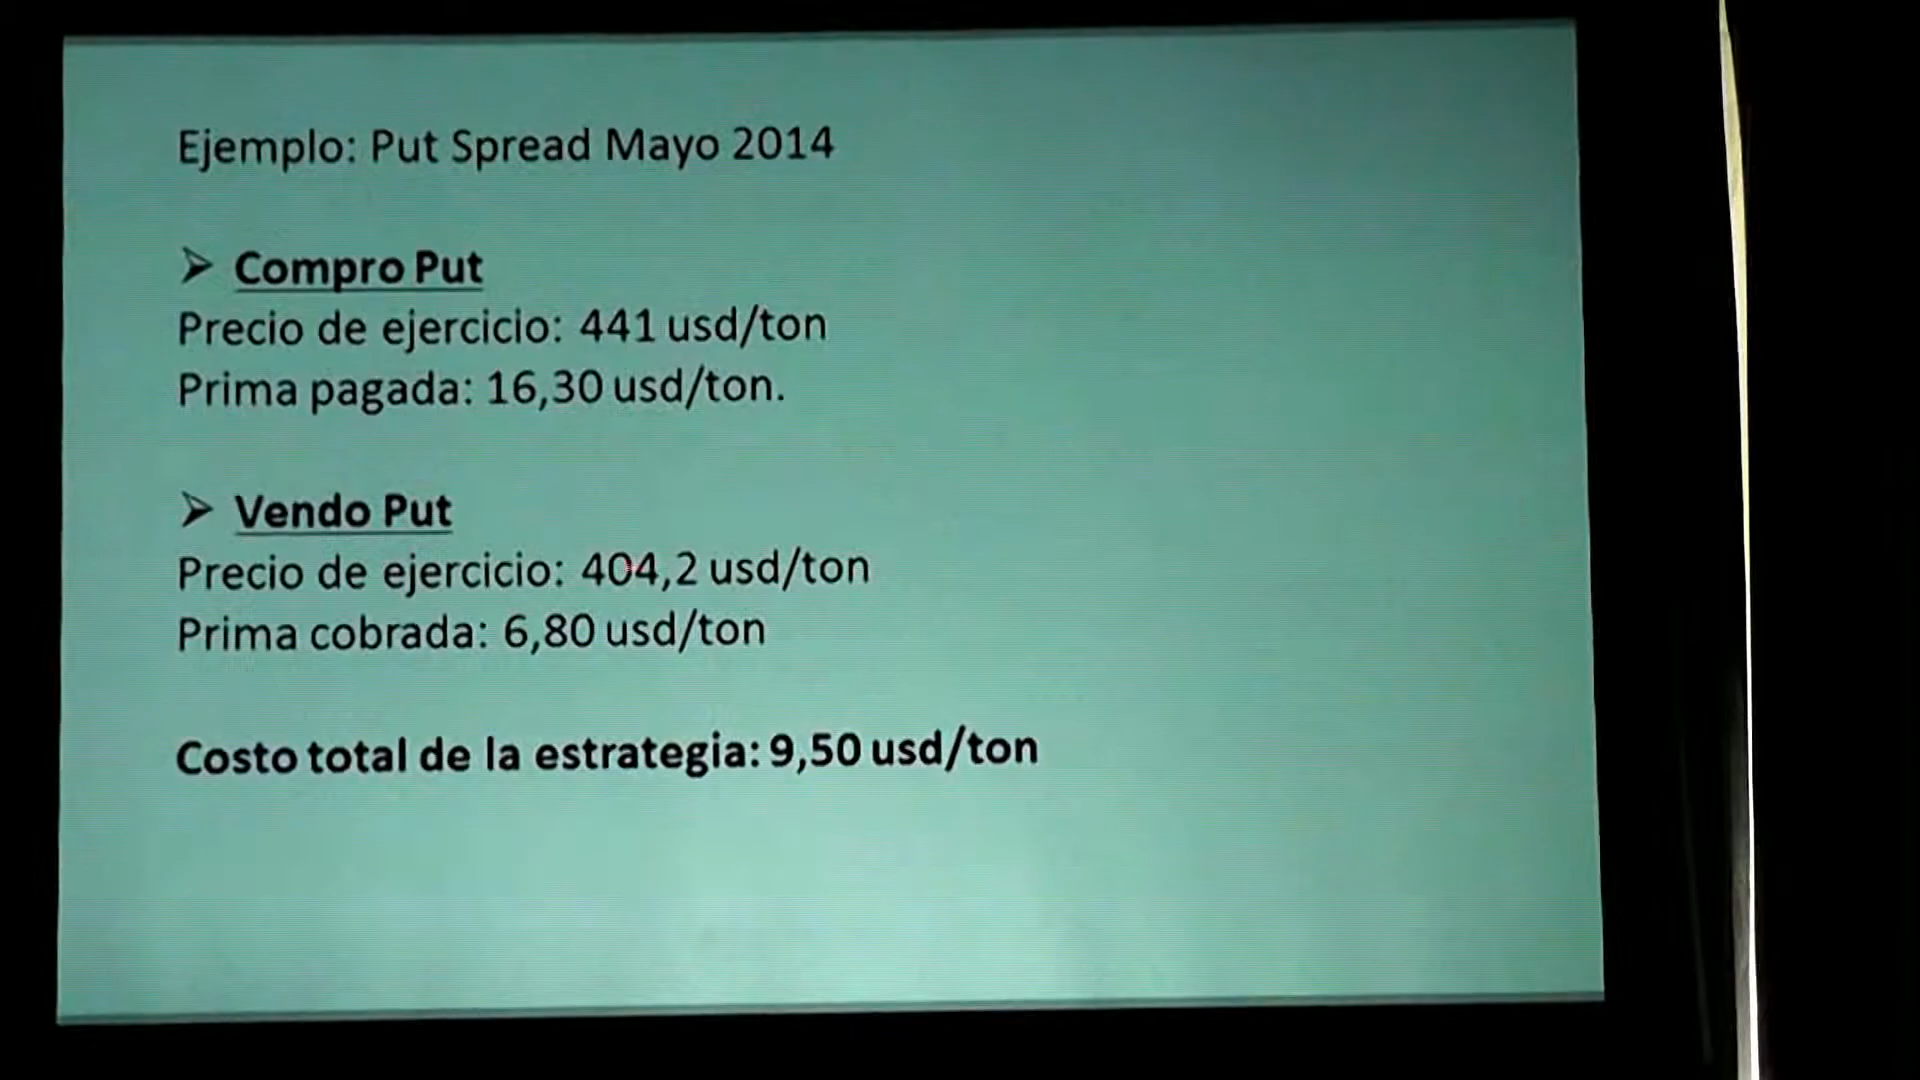 Ejemplo: Put Spread Mayo 2014
➢ Compro Put
Precio de ejercicio: 441 usd/ton
Prima pagada: 16,30 usd/ton.
➢ Vendo Put
Precio de ejercicio: 404,2 usd/ton
Prima cobrada: 6,80 usd/ton
Costo total de la estrategia: 9,50 usd/ton